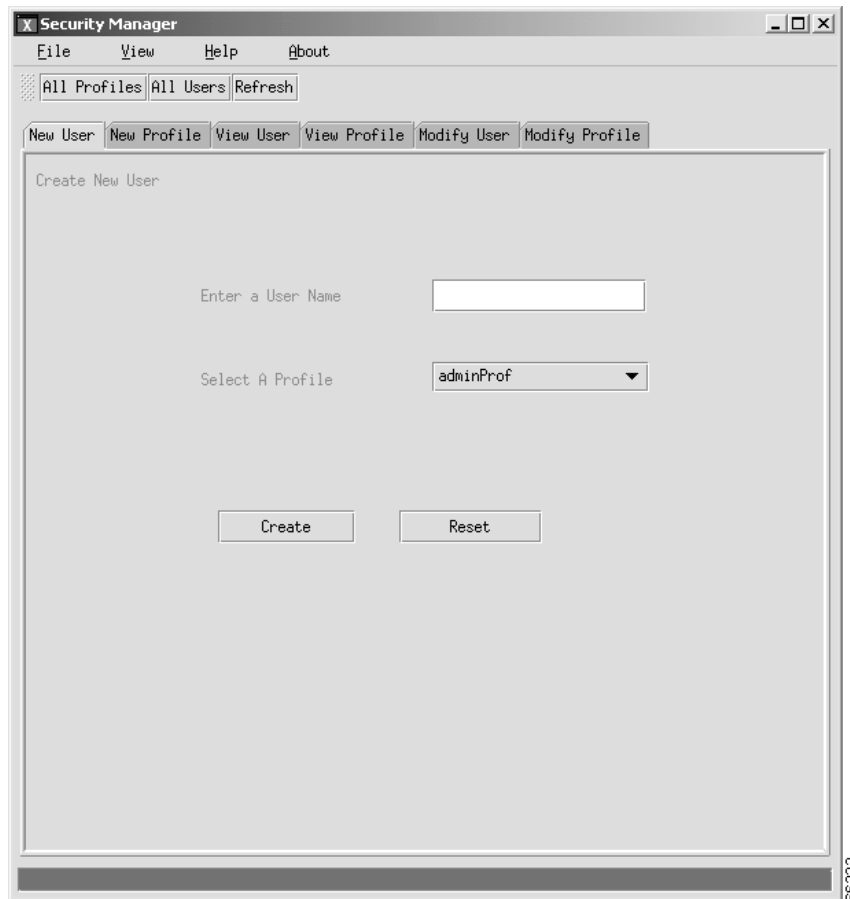 X Security Manager
File View Help About
All Profiles All Users Refresh
New User New Profile View User View Profile Modify User Modify Profile
Create New User
Enter a User Name
Select A Profile adminProf
Create Reset